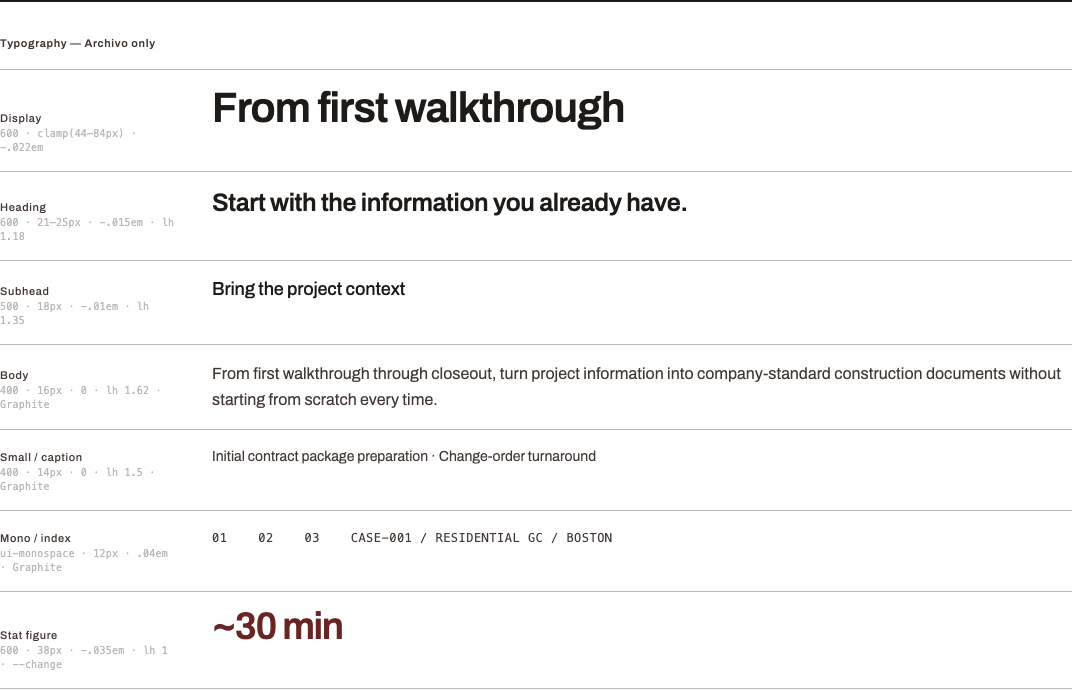 Typography — Archivo only
Display
600 · clamp(44–84px) ·
-.022em
From first walkthrough
Heading
600 · 21–25px · -.015em · lh
1.18
Start with the information you already have.
Subhead
500 · 18px · -.01em · lh
1.35
Bring the project context
Body
400 · 16px · 0 · lh 1.62 ·
Graphite
From first walkthrough through closeout, turn project information into company-standard construction documents without
starting from scratch every time.
Small / caption
400 · 14px · 0 · lh 1.5 ·
Graphite
Initial contract package preparation · Change-order turnaround
Mono / index
ui-monospace · 12px · .04em
· Graphite
01 02 03 CASE-001 / RESIDENTIAL GC / BOSTON
Stat figure
600 · 38px · -.035em · lh 1
· --change
~30 min